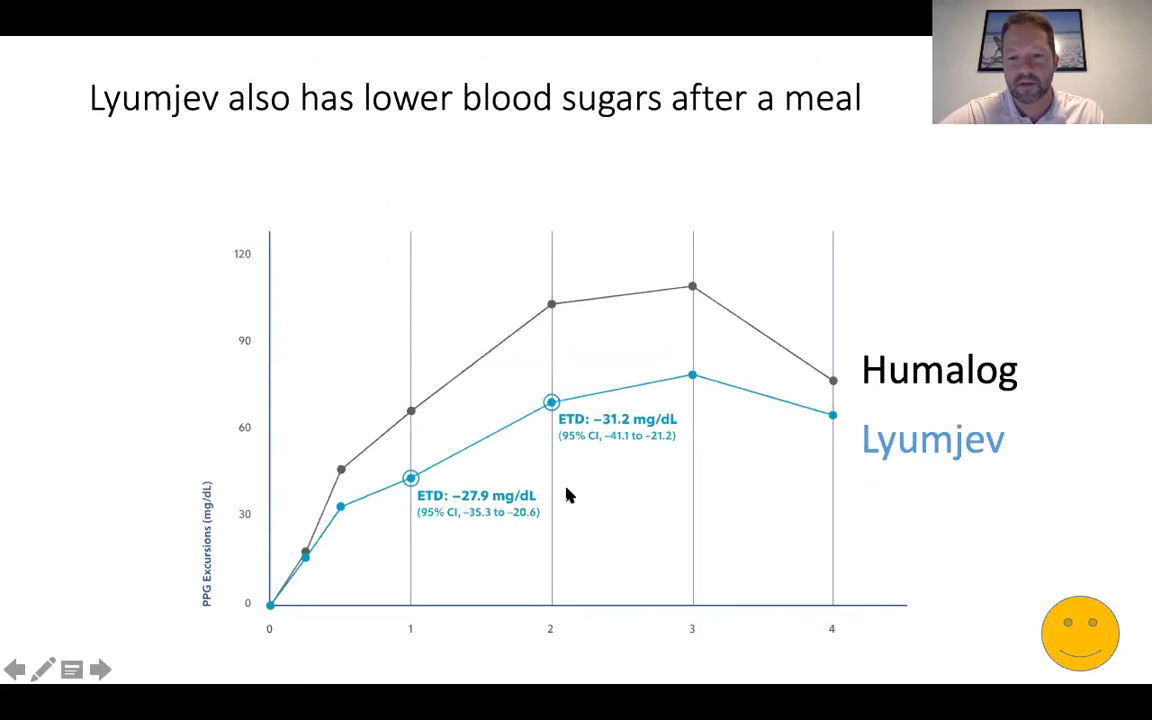 Lyumjev also has lower blood sugars after a meal
120
90
60
30
0
PPG Excursions (mg/dL)
ETD: −31.2 mg/dL
(95% CI, −41.1 to −21.2)
ETD: −27.9 mg/dL
(95% CI, −35.3 to −20.6)
0
1
2
3
4
Humalog
Lyumjev